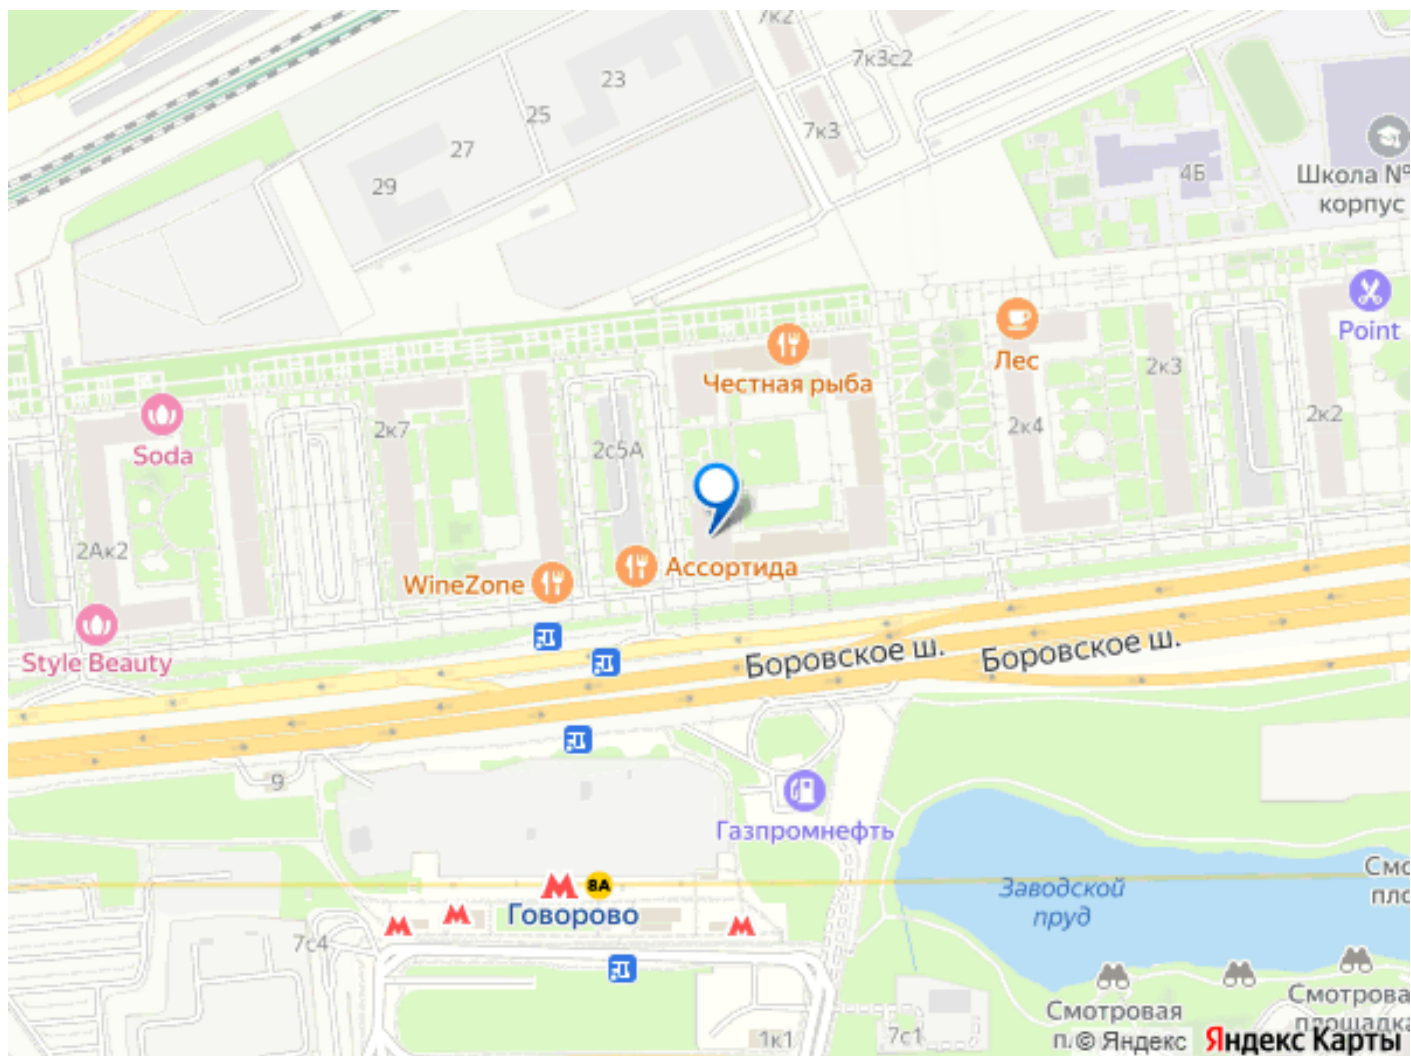 7к2
7к3с2
23
25
7к3
27
29
4Б
Школа №
корпус
Point
Лес
Честная рыба
2к3
2к7
2к4
2к2
Soda
2с5А
2Ак2
WineZone
Ассортида
Style Beauty
Боровское ш.
Боровское ш.
9
Газпромнефть
8А
Говорово
Заводской
пруд
7с4
Смотровая
1к1
7с1
© Яндекс
Яндекс Карты